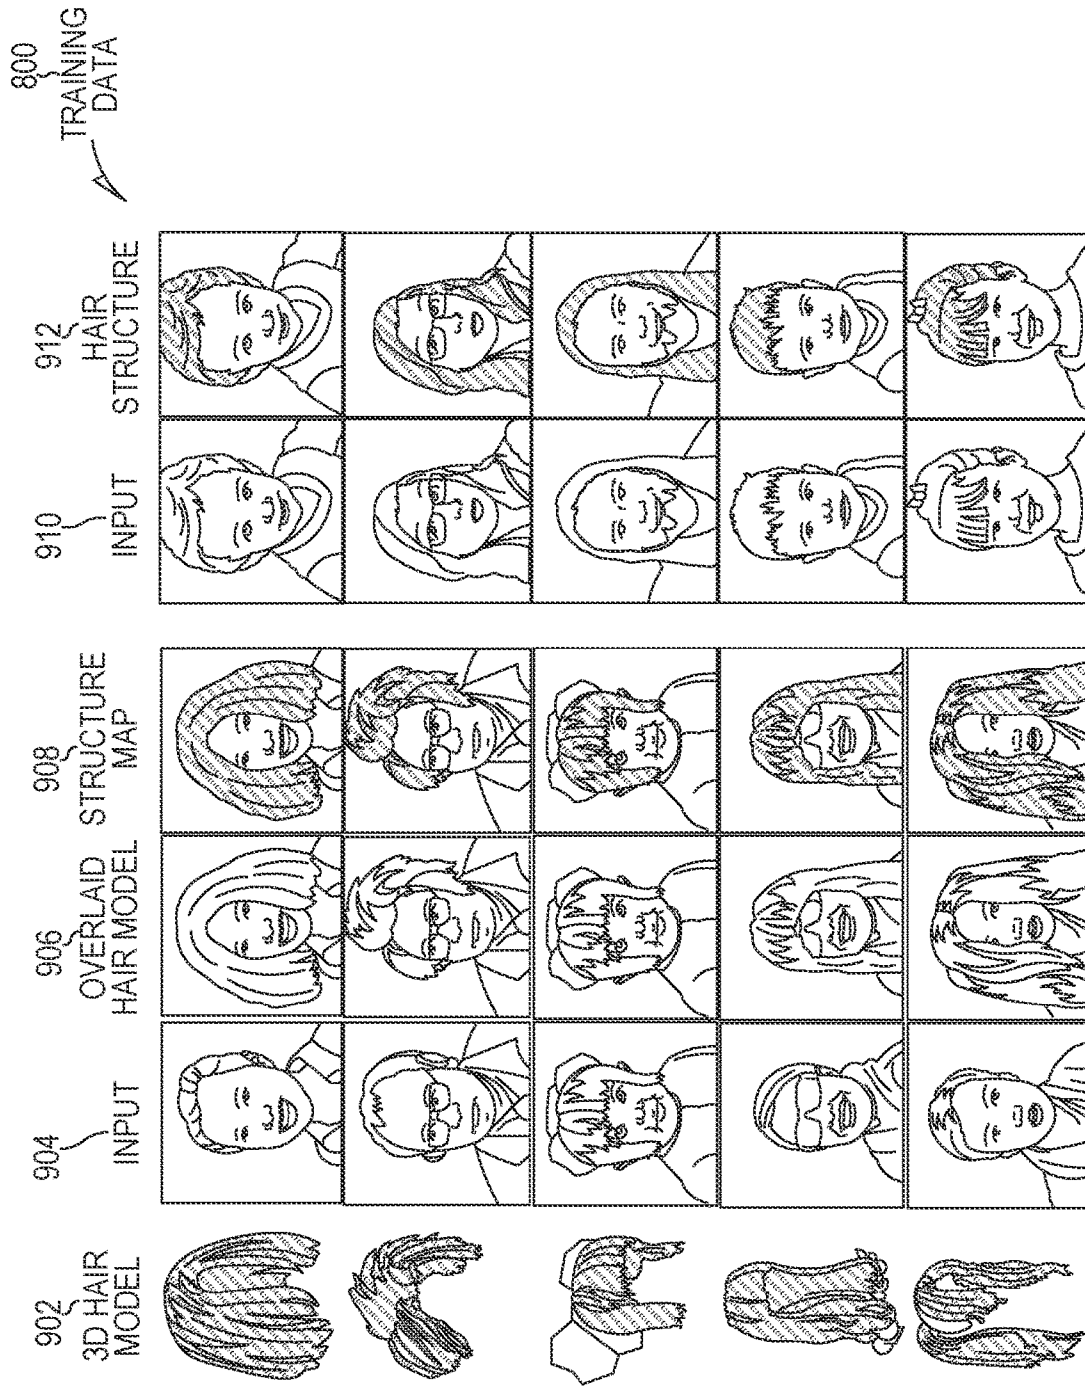 800
TRAINING
DATA
902
3D HAIR
MODEL
904
INPUT
906
OVERLAID
HAIR MODEL
908
STRUCTURE
MAP
910
INPUT
912
HAIR
STRUCTURE